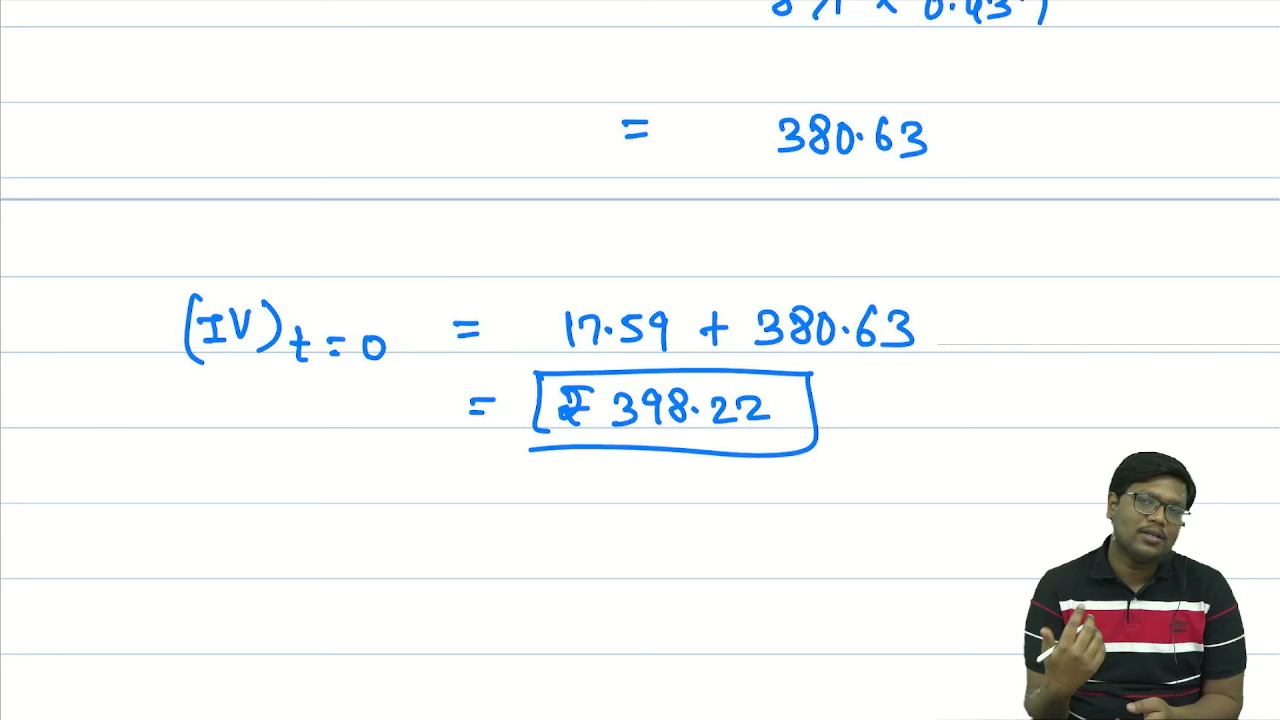 = 380.63
(IV)t=0 = 17.59 + 380.63
= ₹ 398.22